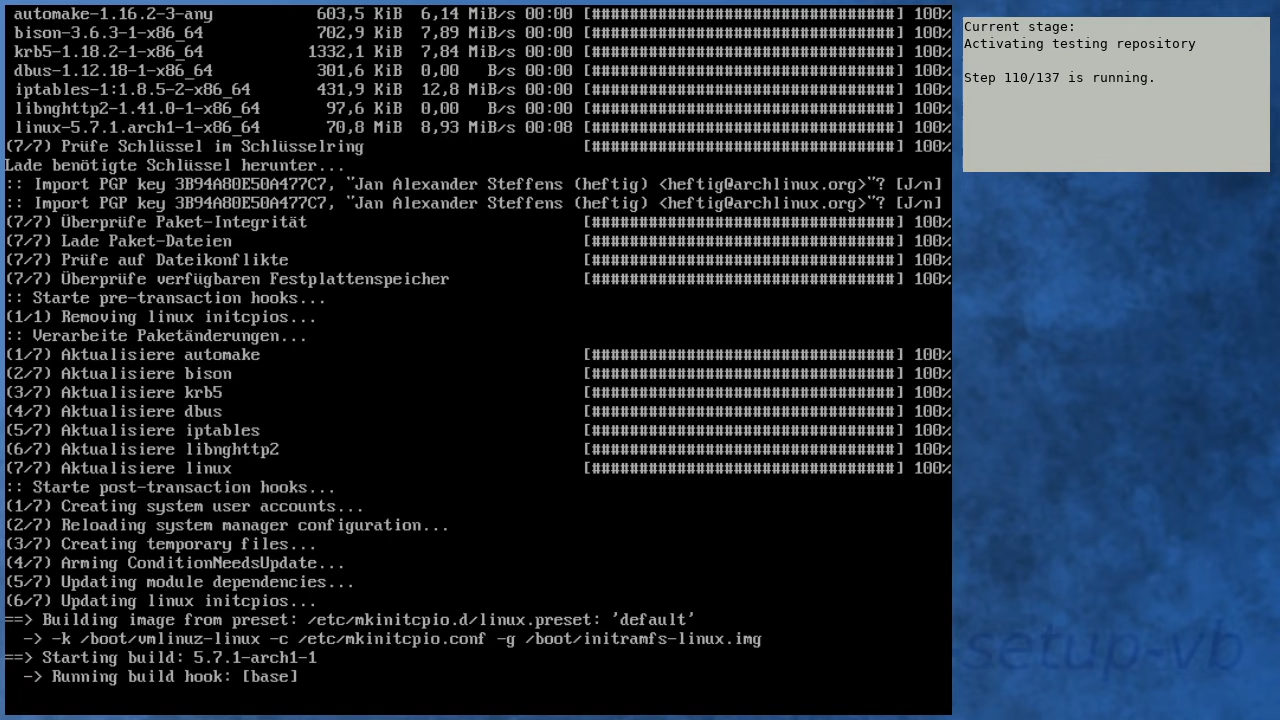 automake-1.16.2-3-any 603,5 KiB 6,14 MiB/s 00:00 [################################] 100%
bison-3.6.3-1-x86_64 702,9 KiB 7,89 MiB/s 00:00 [################################] 100%
krb5-1.18.2-1-x86_64 1332,1 KiB 7,84 MiB/s 00:00 [################################] 100%
dbus-1.12.18-1-x86_64 301,6 KiB 0,00 B/s 00:00 [################################] 100%
iptables-1:1.8.5-2-x86_64 431,9 KiB 12,8 MiB/s 00:00 [################################] 100%
libnghttp2-1.41.0-1-x86_64 97,6 KiB 0,00 B/s 00:00 [################################] 100%
linux-5.7.1.arch1-1-x86_64 70,8 MiB 8,93 MiB/s 00:08 [################################] 100%
(7/7) Prüfe Schlüssel im Schlüsselring [################################] 100%
Lade benötigte Schlüssel herunter...
:: Import PGP key 3B94A80E50A477C7, "Jan Alexander Steffens (heftig) <heftig@archlinux.org>"? [J/n]
:: Import PGP key 3B94A80E50A477C7, "Jan Alexander Steffens (heftig) <heftig@archlinux.org>"? [J/n]
(7/7) Überprüfe Paket-Integrität [################################] 100%
(7/7) Lade Paket-Dateien [################################] 100%
(7/7) Prüfe auf Dateikonflikte [################################] 100%
(7/7) Überprüfe verfügbaren Festplattenspeicher [################################] 100%
:: Starte pre-transaction hooks...
(1/1) Removing linux initcpios...
:: Verarbeite Paketänderungen...
(1/7) Aktualisiere automake [################################] 100%
(2/7) Aktualisiere bison [################################] 100%
(3/7) Aktualisiere krb5 [################################] 100%
(4/7) Aktualisiere dbus [################################] 100%
(5/7) Aktualisiere iptables [################################] 100%
(6/7) Aktualisiere libnghttp2 [################################] 100%
(7/7) Aktualisiere linux [################################] 100%
:: Starte post-transaction hooks...
(1/7) Creating system user accounts...
(2/7) Reloading system manager configuration...
(3/7) Creating temporary files...
(4/7) Arming ConditionNeedsUpdate...
(5/7) Updating module dependencies...
(6/7) Updating linux initcpios...
==> Building image from preset: /etc/mkinitcpio.d/linux.preset: 'default'
-> -k /boot/vmlinuz-linux -c /etc/mkinitcpio.conf -g /boot/initramfs-linux.img
==> Starting build: 5.7.1-arch1-1
-> Running build hook: [base]
Current stage:
Activating testing repository
Step 110/137 is running.
setup-vb